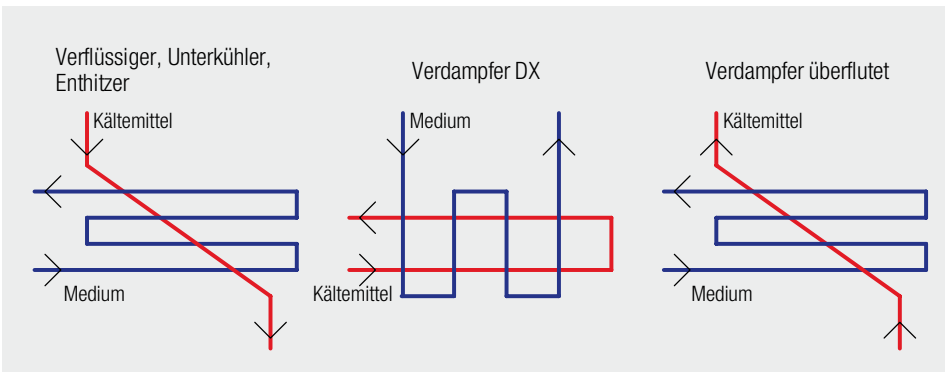 Verflüssiger, Unterkühler,
Enthitzer
Kältemittel
Medium
Verdampfer DX
Medium
Kältemittel
Verdampfer überflutet
Kältemittel
Medium